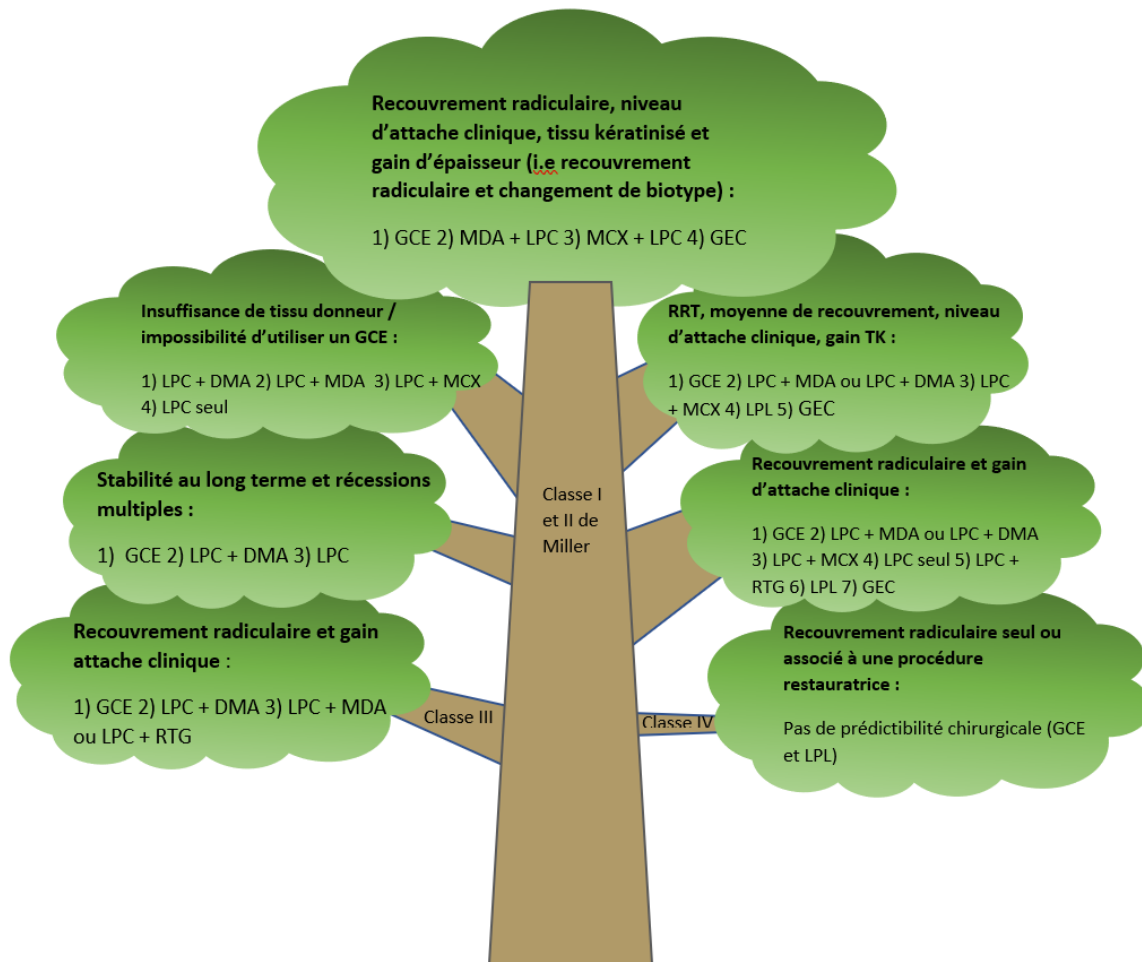 Recouvrement radiculaire, niveau
d’attache clinique, tissu kératinisé et
gain d’épaisseur (i.e recouvrement
radiculaire et changement de biotype) :
1) GCE 2) MDA + LPC 3) MCX + LPC 4) GEC
Insuffisance de tissu donneur /
impossibilité d’utiliser un GCE :
1) LPC + DMA 2) LPC + MDA 3) LPC + MCX
4) LPC seul
RRT, moyenne de recouvrement, niveau
d’attache clinique, gain TK :
1) GCE 2) LPC + MDA ou LPC + DMA 3) LPC
+ MCX 4) LPL 5) GEC
Stabilité au long terme et récessions
multiples :
1) GCE 2) LPC + DMA 3) LPC
Classe I
et II de
Miller
Recouvrement radiculaire et gain
d’attache clinique :
1) GCE 2) LPC + MDA ou LPC + DMA
3) LPC + MCX 4) LPC seul 5) LPC +
RTG 6) LPL 7) GEC
Recouvrement radiculaire et gain
attache clinique :
1) GCE 2) LPC + DMA 3) LPC + MDA
ou LPC + RTG
Classe III
Classe IV
Recouvrement radiculaire seul ou
associé à une procédure
restauratrice :
Pas de prédictibilité chirurgicale (GCE
et LPL)